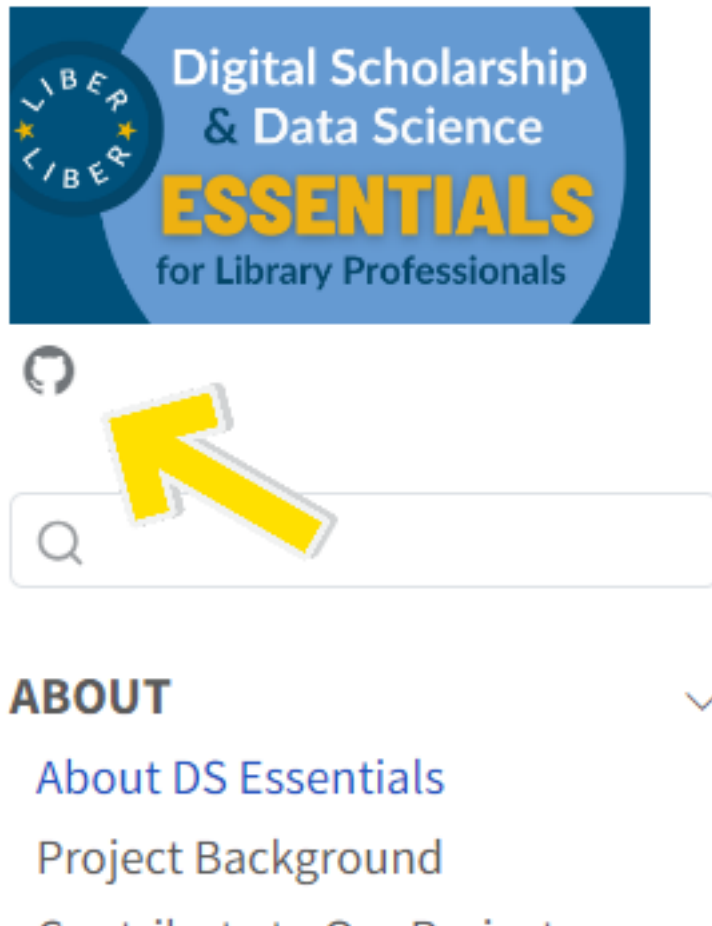 LIBER
LIBER
Digital Scholarship
& Data Science
ESSENTIALS
for Library Professionals
ABOUT
About DS Essentials
Project Background